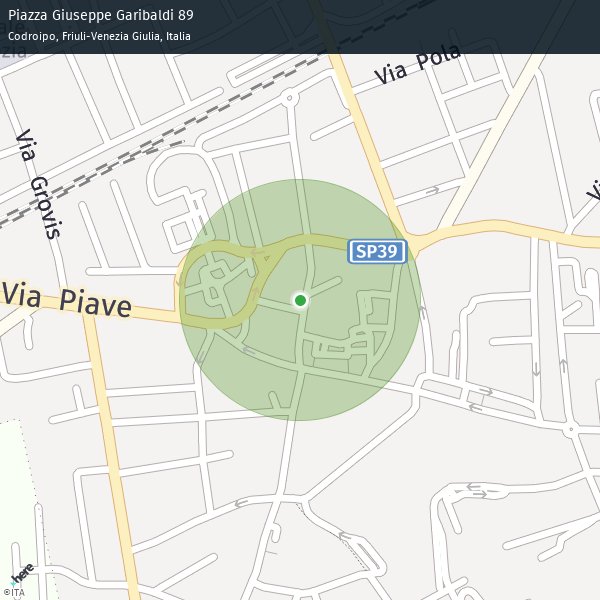 Piazza Giuseppe Garibaldi 89
Codroipo, Friuli-Venezia Giulia, Italia
Via Pola
Via Grovis
SP39
Via Piave
here
©ITA